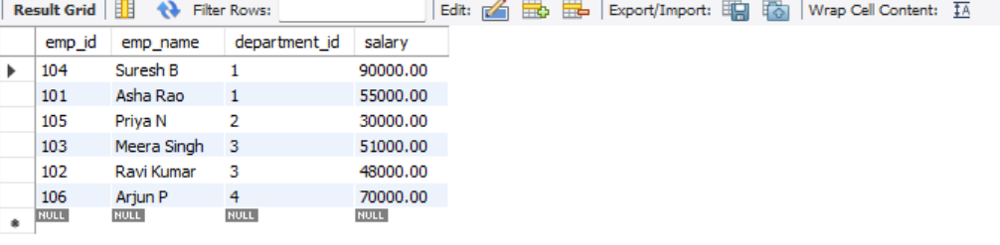 Result Grid Filter Rows: Edit: Export/Import: Wrap Cell Content: IA
emp_id emp_name department_id salary
104 Suresh B 1 90000.00
101 Asha Rao 1 55000.00
105 Priya N 2 30000.00
103 Meera Singh 3 51000.00
102 Ravi Kumar 3 48000.00
106 Arjun P 4 70000.00
NULL NULL NULL NULL